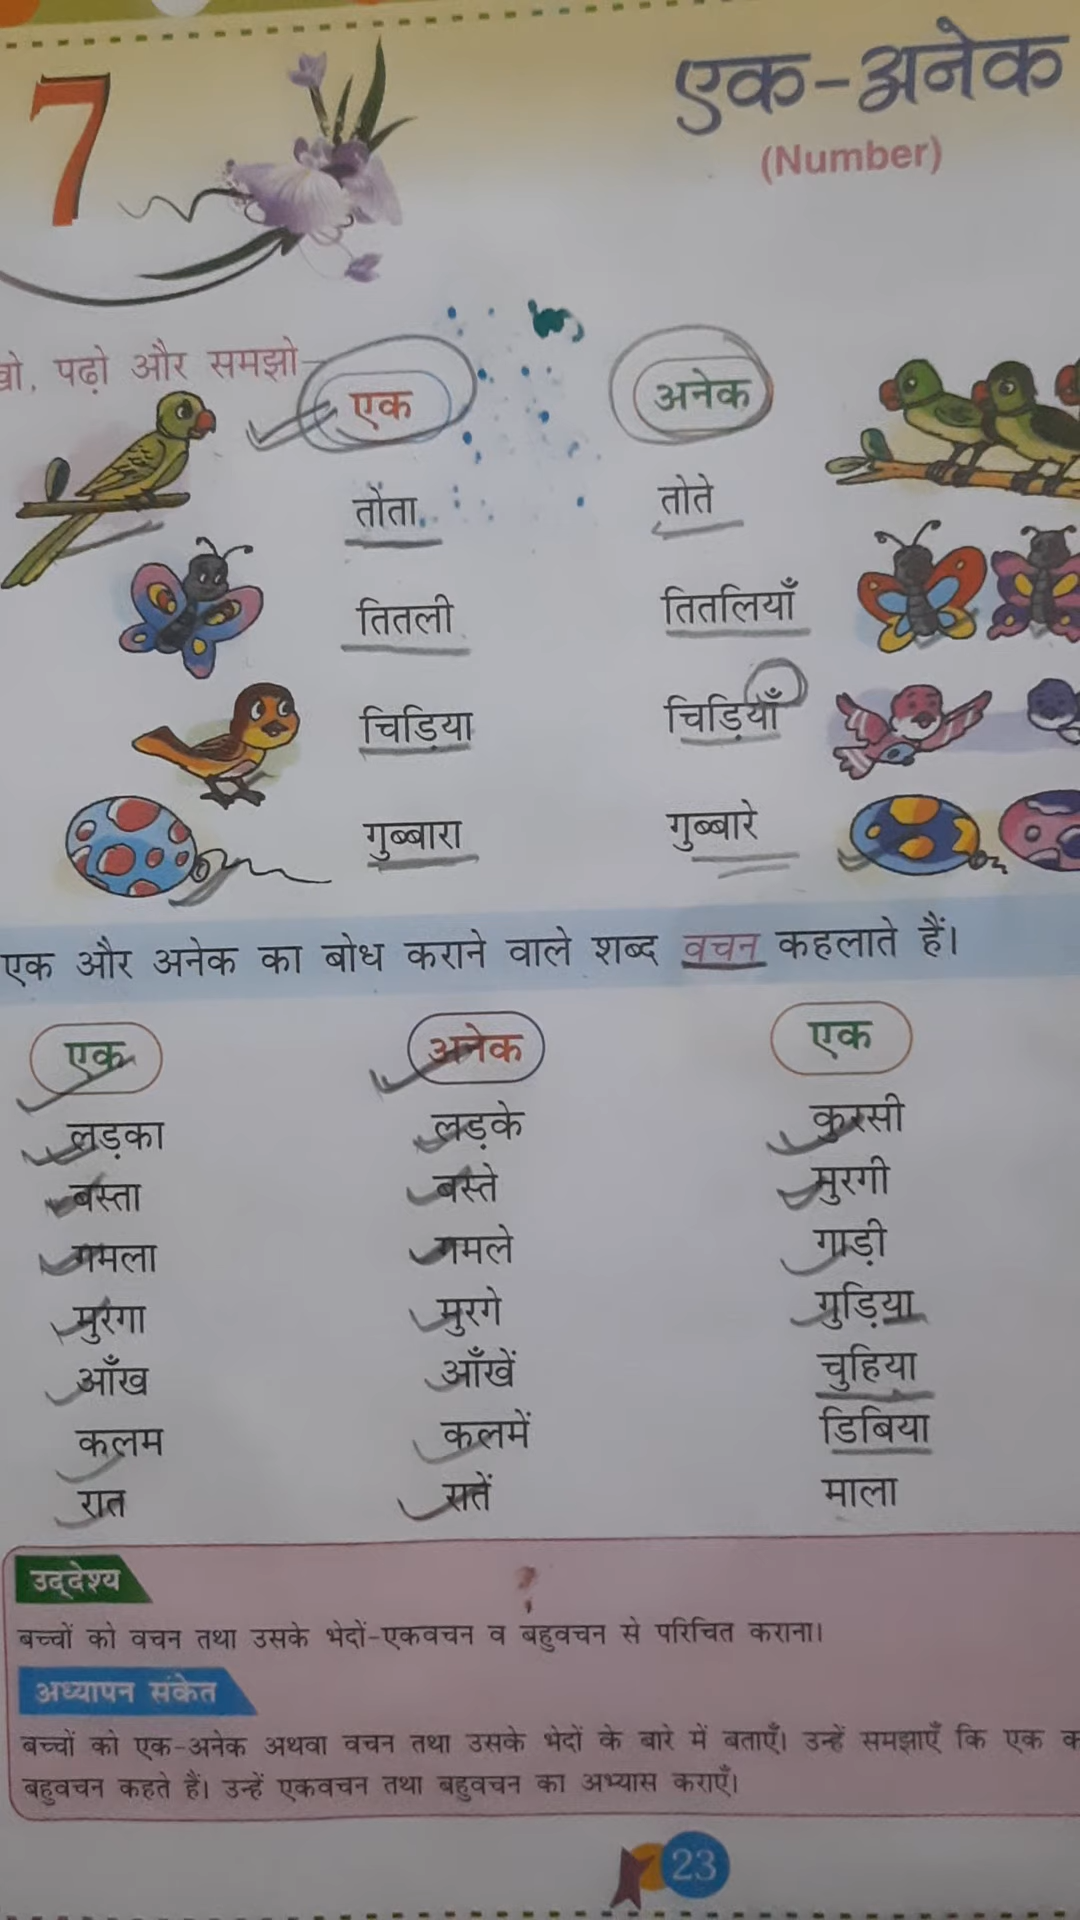 7
एक-अनेक
(Number)
पढ़ो और समझो-
एक अनेक
तोता तोते
तितली तितलियाँ
चिड़िया चिड़ियाँ
गुब्बारा गुब्बारे
एक और अनेक का बोध कराने वाले शब्द वचन कहलाते हैं।
एक अनेक एक
लड़का लड़के कुरसी
बस्ता बस्ते मुरगी
गमला गमले गाड़ी
मुरगा मुरगे गुड़िया
आँख आँखें चुहिया
कलम कलमें डिबिया
रात रातें माला
उद्देश्य
बच्चों को वचन तथा उसके भेदों-एकवचन व बहुवचन से परिचित कराना।
अध्यापन संकेत
बच्चों को एक-अनेक अथवा वचन तथा उसके भेदों के बारे में बताएँ। उन्हें समझाएँ कि एक
बहुवचन कहते हैं। उन्हें एकवचन तथा बहुवचन का अभ्यास कराएँ।
23